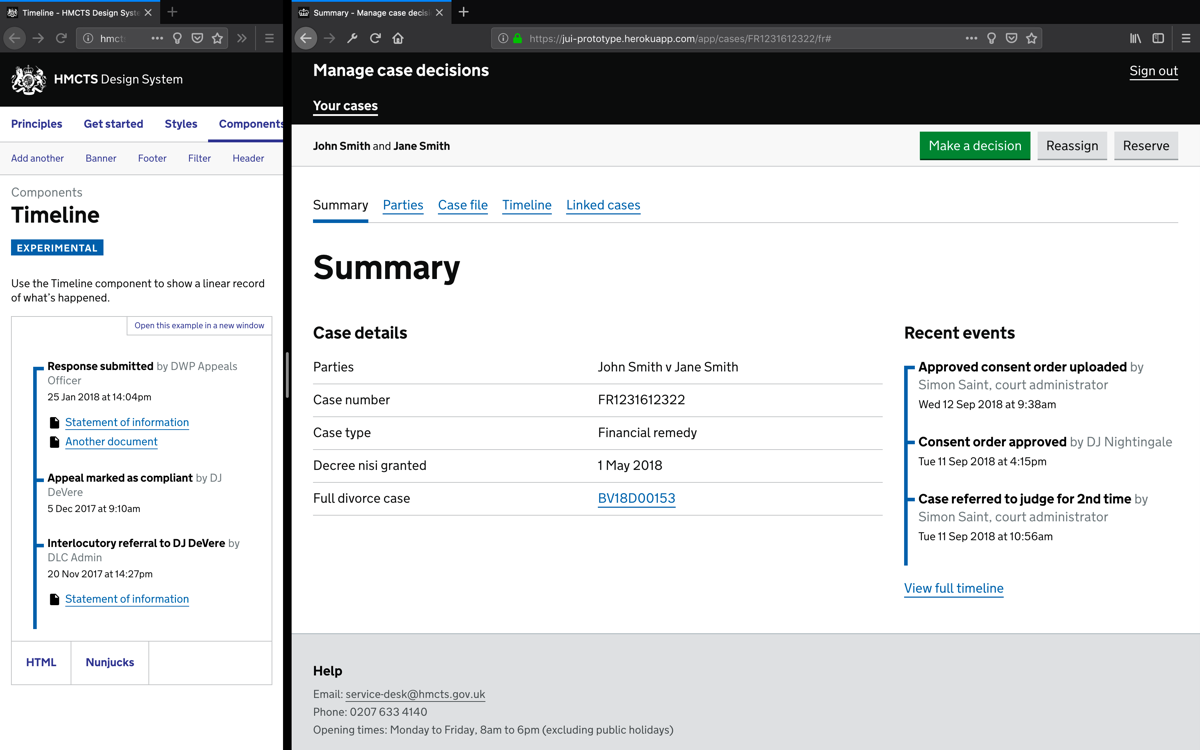 Timeline - HMCTS Design Syst
hmct
HMCTS Design System
Principles Get started Styles Components
Add another Banner Footer Filter Header
Components
Timeline
EXPERIMENTAL
Use the Timeline component to show a linear record
of what's happened.
Open this example in a new window
Response submitted by DWP Appeals
Officer
25 Jan 2018 at 14:04pm
Statement of information
Another document
Appeal marked as compliant by DJ
DeVere
5 Dec 2017 at 9:10am
Interlocutory referral to DJ DeVere by
DLC Admin
20 Nov 2017 at 14:27pm
Statement of information
HTML Nunjucks
Summary - Manage case decisi
https://jui-prototype.herokuapp.com/app/cases/FR1231612322/fr#
Manage case decisions
Sign out
Your cases
John Smith and Jane Smith
Make a decision Reassign Reserve
Summary Parties Case file Timeline Linked cases
Summary
Case details
Parties John Smith v Jane Smith
Case number FR1231612322
Case type Financial remedy
Decree nisi granted 1 May 2018
Full divorce case BV18D00153
Recent events
Approved consent order uploaded by
Simon Saint, court administrator
Wed 12 Sep 2018 at 9:38am
Consent order approved by DJ Nightingale
Tue 11 Sep 2018 at 4:15pm
Case referred to judge for 2nd time by
Simon Saint, court administrator
Tue 11 Sep 2018 at 10:56am
View full timeline
Help
Email: service-desk@hmcts.gov.uk
Phone: 0207 633 4140
Opening times: Monday to Friday, 8am to 6pm (excluding public holidays)